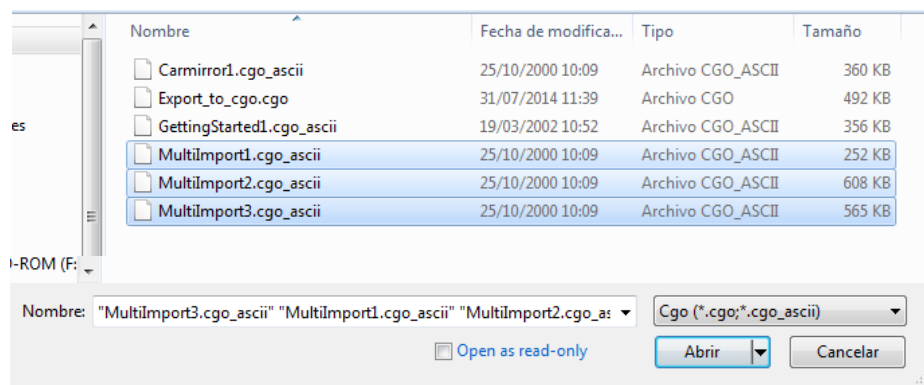 Nombre Fecha de modifica... Tipo Tamaño
Carmirror1.cgo_ascii 25/10/2000 10:09 Archivo CGO_ASCII 360 KB
Export_to_cgo.cgo 31/07/2014 11:39 Archivo CGO 492 KB
es GettingStarted1.cgo_ascii 19/03/2002 10:52 Archivo CGO_ASCII 356 KB
MultiImport1.cgo_ascii 25/10/2000 10:09 Archivo CGO_ASCII 252 KB
MultiImport2.cgo_ascii 25/10/2000 10:09 Archivo CGO_ASCII 608 KB
MultiImport3.cgo_ascii 25/10/2000 10:09 Archivo CGO_ASCII 565 KB
D-ROM (F:
Nombre: "MultiImport3.cgo_ascii" "MultiImport1.cgo_ascii" "MultiImport2.cgo_as Cgo (*.cgo;*.cgo_ascii)
Open as read-only Abrir Cancelar